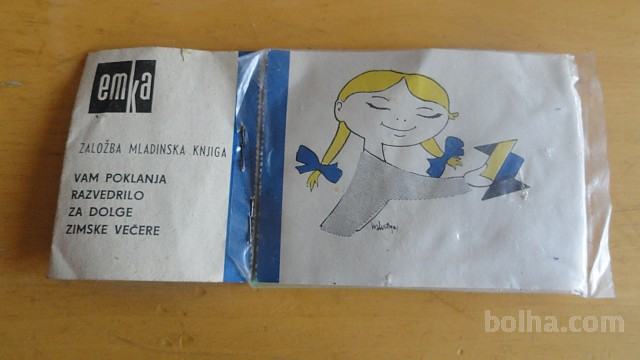 emka
ZALOŽBA MLADINSKA KNJIGA
VAM POKLANJA
RAZVEDRILO
ZA DOLGE
ZIMSKE VEČERE
bolha.com